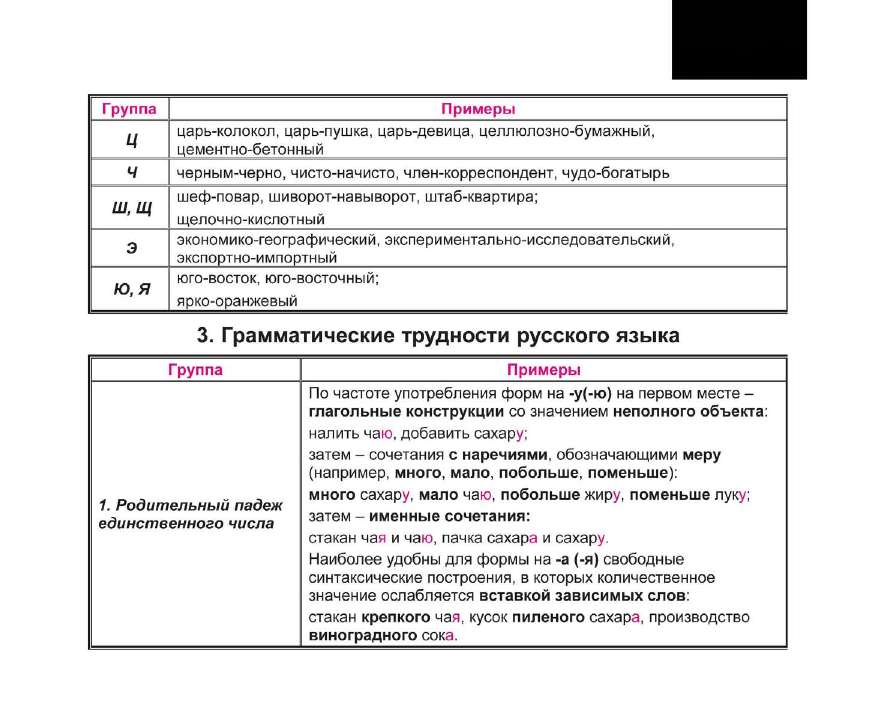 Группа Примеры
Ц царь-колокол, царь-пушка, царь-девица, целлюлозно-бумажный,
цементно-бетонный
Ч черным-черно, чисто-начисто, член-корреспондент, чудо-богатырь
Ш, Щ шеф-повар, шиворот-навыворот, штаб-квартира;
щелочно-кислотный
Э экономико-географический, экспериментально-исследовательский,
экспортно-импортный
Ю, Я юго-восток, юго-восточный;
ярко-оранжевый
3. Грамматические трудности русского языка
Группа Примеры
1. Родительный падеж
единственного числа
По частоте употребления форм на -у(-ю) на первом месте –
глагольные конструкции со значением неполного объекта:
налить чаю, добавить сахару;
затем – сочетания с наречиями, обозначающими меру
(например, много, мало, побольше, поменьше):
много сахару, мало чаю, побольше жиру, поменьше луку;
затем – именные сочетания:
стакан чая и чаю, пачка сахара и сахару.
Наиболее удобны для формы на -а (-я) свободные
синтаксические построения, в которых количественное
значение ослабляется вставкой зависимых слов:
стакан крепкого чая, кусок пиленого сахара, производство
виноградного сока.